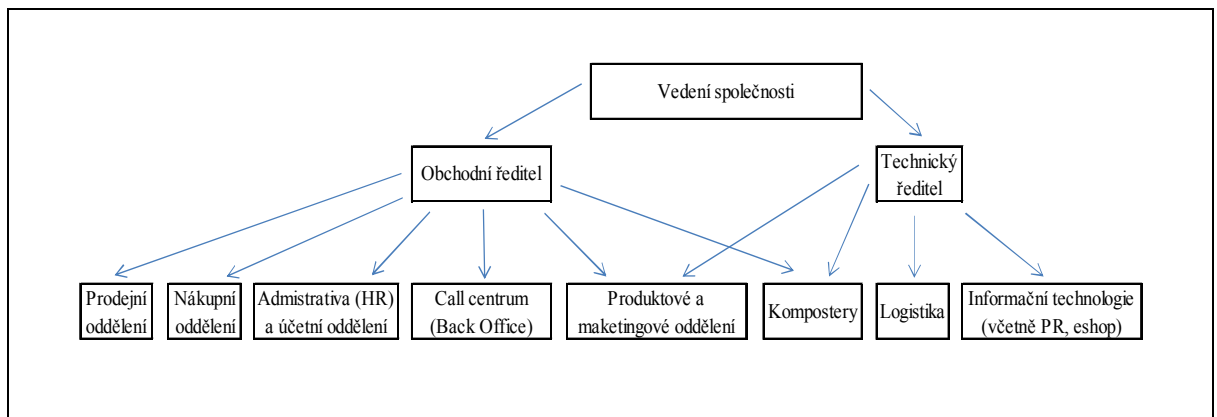 Vedení společnosti
Obchodní ředitel
Technický
ředitel
Prodejní
oddělení
Nákupní
oddělení
Admistrativa (HR)
a účetní oddělení
Call centrum
(Back Office)
Produktové a
maketingové oddělení
Kompostery
Logistika
Informační technologie
(včetně PR, eshop)